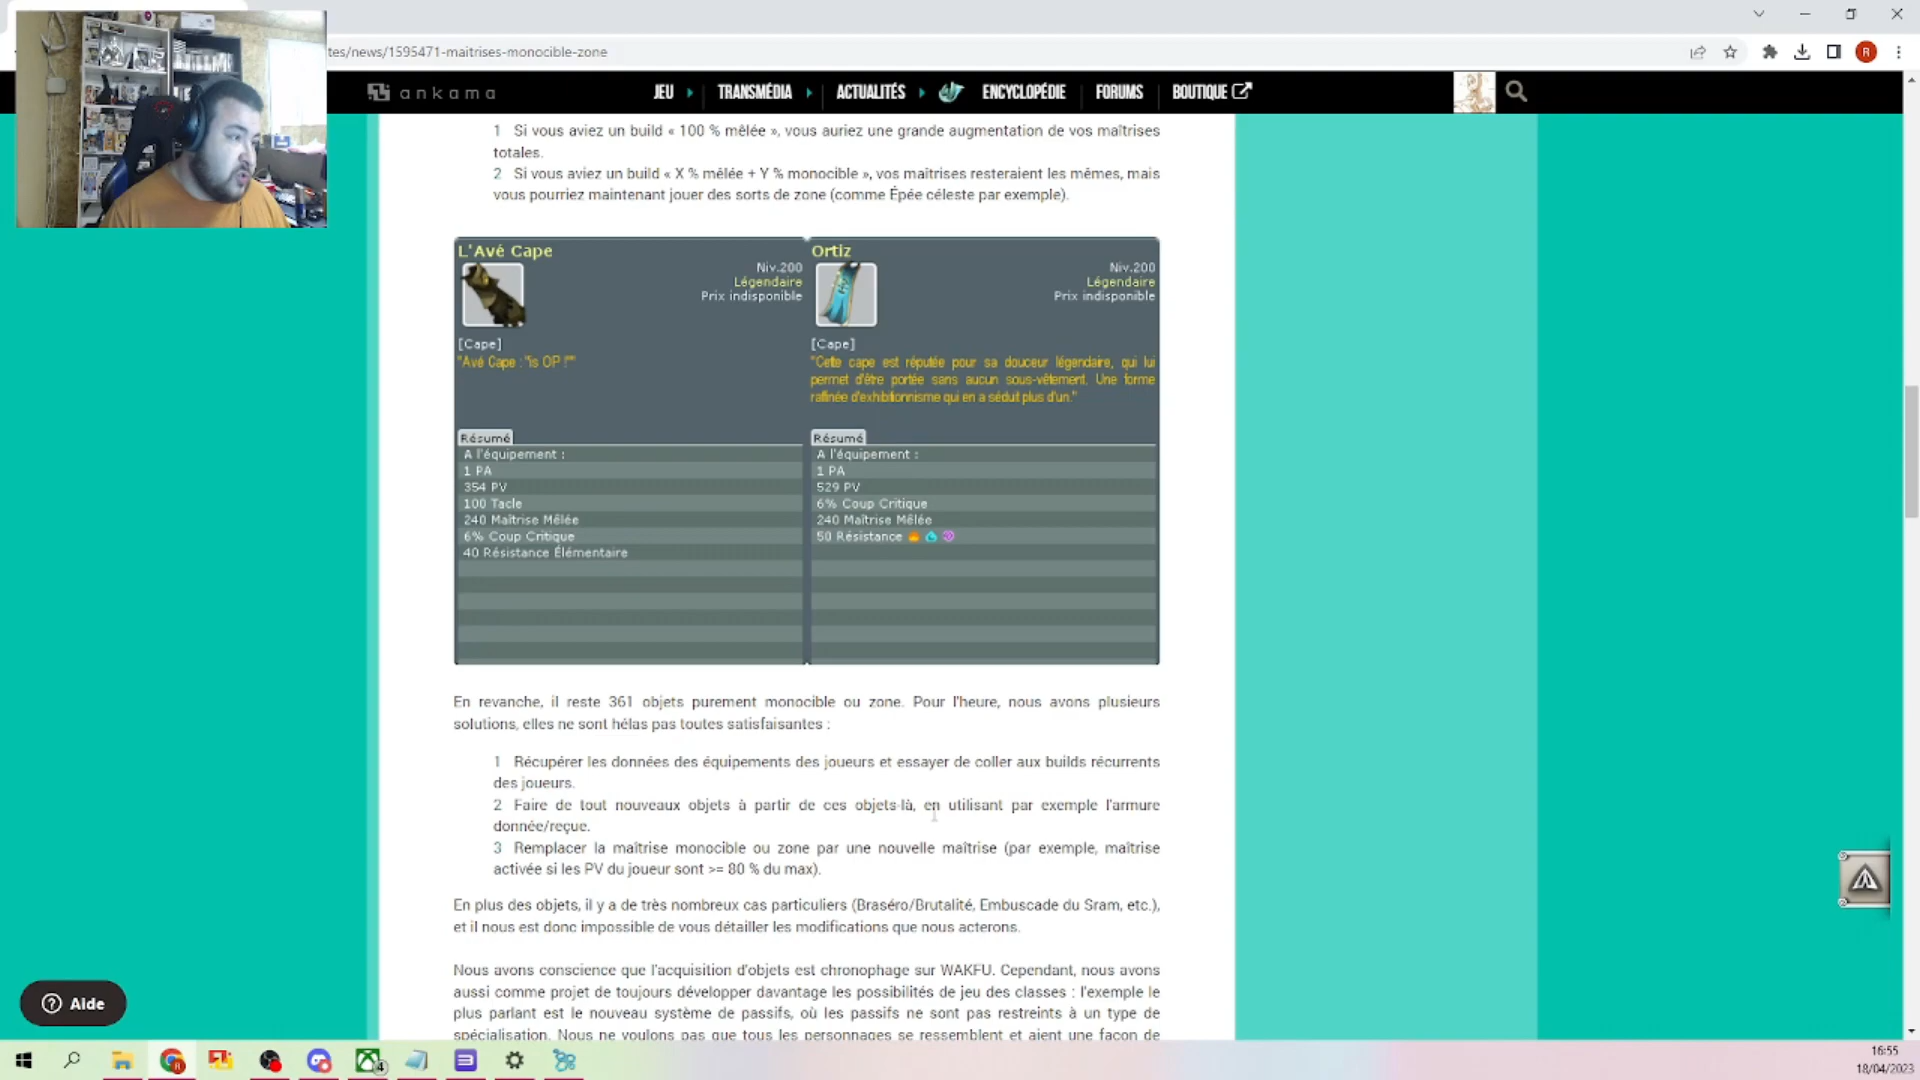 tes/news/1595471-maitrises-monocible-zone
R
ankama
JEU
TRANSMÉDIA
ACTUALITÉS
ENCYCLOPÉDIE
FORUMS
BOUTIQUE
1 Si vous aviez un build « 100 % mêlée », vous auriez une grande augmentation de vos maîtrises
totales.
2 Si vous aviez un build « X % mêlée + Y % monocible », vos maîtrises resteraient les mêmes, mais
vous pourriez maintenant jouer des sorts de zone (comme Épée céleste par exemple).
L'Avé Cape
Niv.200
Légendaire
Prix indisponible
[Cape]
"Avé Cape : "is OP !""
Résumé
A l'équipement :
1 PA
354 PV
100 Tacle
240 Maîtrise Mêlée
6% Coup Critique
40 Résistance Élémentaire
Ortiz
Niv.200
Légendaire
Prix indisponible
[Cape]
"Cette cape est réputée pour sa douceur légendaire, qui lui
permet d'être portée sans aucun sous-vêtement. Une forme
raffinée d'exhibitionnisme qui en a séduit plus d'un."
Résumé
A l'équipement :
1 PA
529 PV
6% Coup Critique
240 Maîtrise Mêlée
50 Résistance
En revanche, il reste 361 objets purement monocible ou zone. Pour l'heure, nous avons plusieurs
solutions, elles ne sont hélas pas toutes satisfaisantes :
1 Récupérer les données des équipements des joueurs et essayer de coller aux builds récurrents
des joueurs.
2 Faire de tout nouveaux objets à partir de ces objets-là, en utilisant par exemple l'armure
donnée/reçue.
3 Remplacer la maîtrise monocible ou zone par une nouvelle maîtrise (par exemple, maîtrise
activée si les PV du joueur sont >= 80 % du max).
En plus des objets, il y a de très nombreux cas particuliers (Braséro/Brutalité, Embuscade du Sram, etc.),
et il nous est donc impossible de vous détailler les modifications que nous acterons.
Nous avons conscience que l'acquisition d'objets est chronophage sur WAKFU. Cependant, nous avons
aussi comme projet de toujours développer davantage les possibilités de jeu des classes : l'exemple le
plus parlant est le nouveau système de passifs, où les passifs ne sont pas restreints à un type de
spécialisation. Nous ne voulons pas que tous les personnages se ressemblent et aient une façon de
Aide
4
16:55
18/04/2023